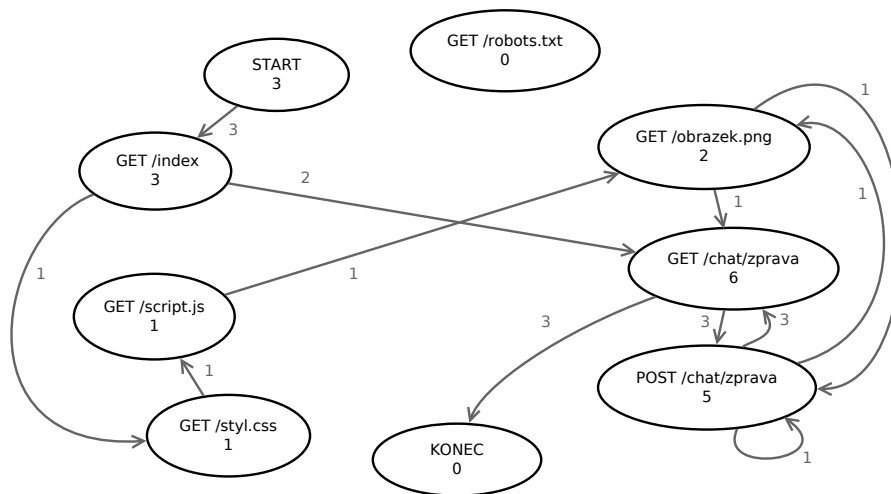 GET /robots.txt
0
START
3
3
1
GET /obrazek.png
2
GET /index
3
2
1
1
GET /chat/zprava
6
1
1
GET /script.js
1
3
3
3
1
POST /chat/zprava
5
GET /styl.css
1
KONEC
0
1